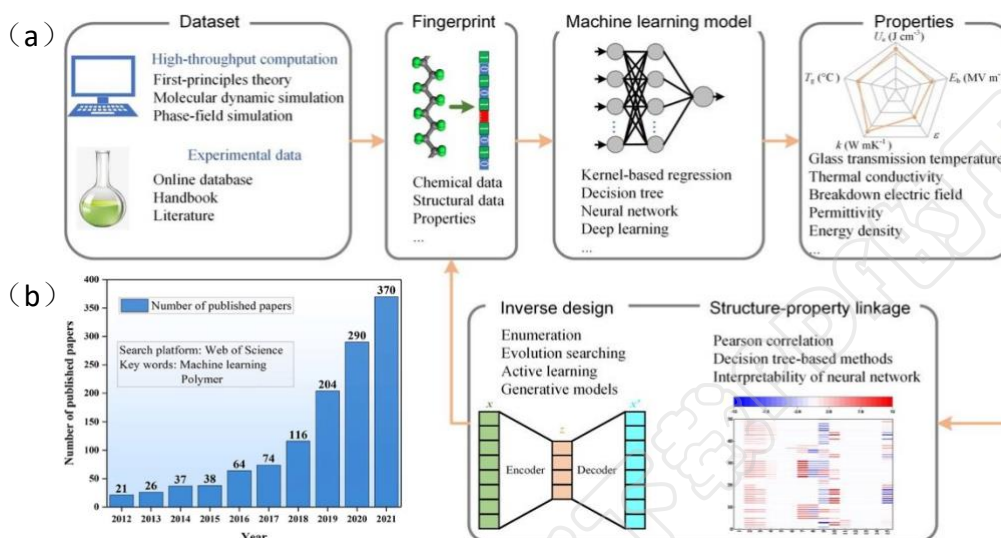 (a)
Dataset
High-throughput computation
First-principles theory
Molecular dynamic simulation
Phase-field simulation
Experimental data
Online database
Handbook
Literature
Fingerprint
Chemical data
Structural data
Properties
...
Machine learning model
Kernel-based regression
Decision tree
Neural network
Deep learning
...
Properties
Uₑ (J cm⁻³)
T_g (°C)
E_b (MV m
k (W mK⁻¹)
ε
Glass transmission temperature
Thermal conductivity
Breakdown electric field
Permittivity
Energy density
...
(b)
Number of published papers
Search platform: Web of Science
Key words: Machine learning
Polymer
Number of published papers
400
350
300
250
200
150
100
50
0
21
26
37
38
64
74
116
204
290
370
2012
2013
2014
2015
2016
2017
2018
2019
2020
2021
Year
Inverse design
Enumeration
Evolution searching
Active learning
Generative models
x
z
x'
Encoder
Decoder
Structure-property linkage
Pearson correlation
Decision tree-based methods
Interpretability of neural network